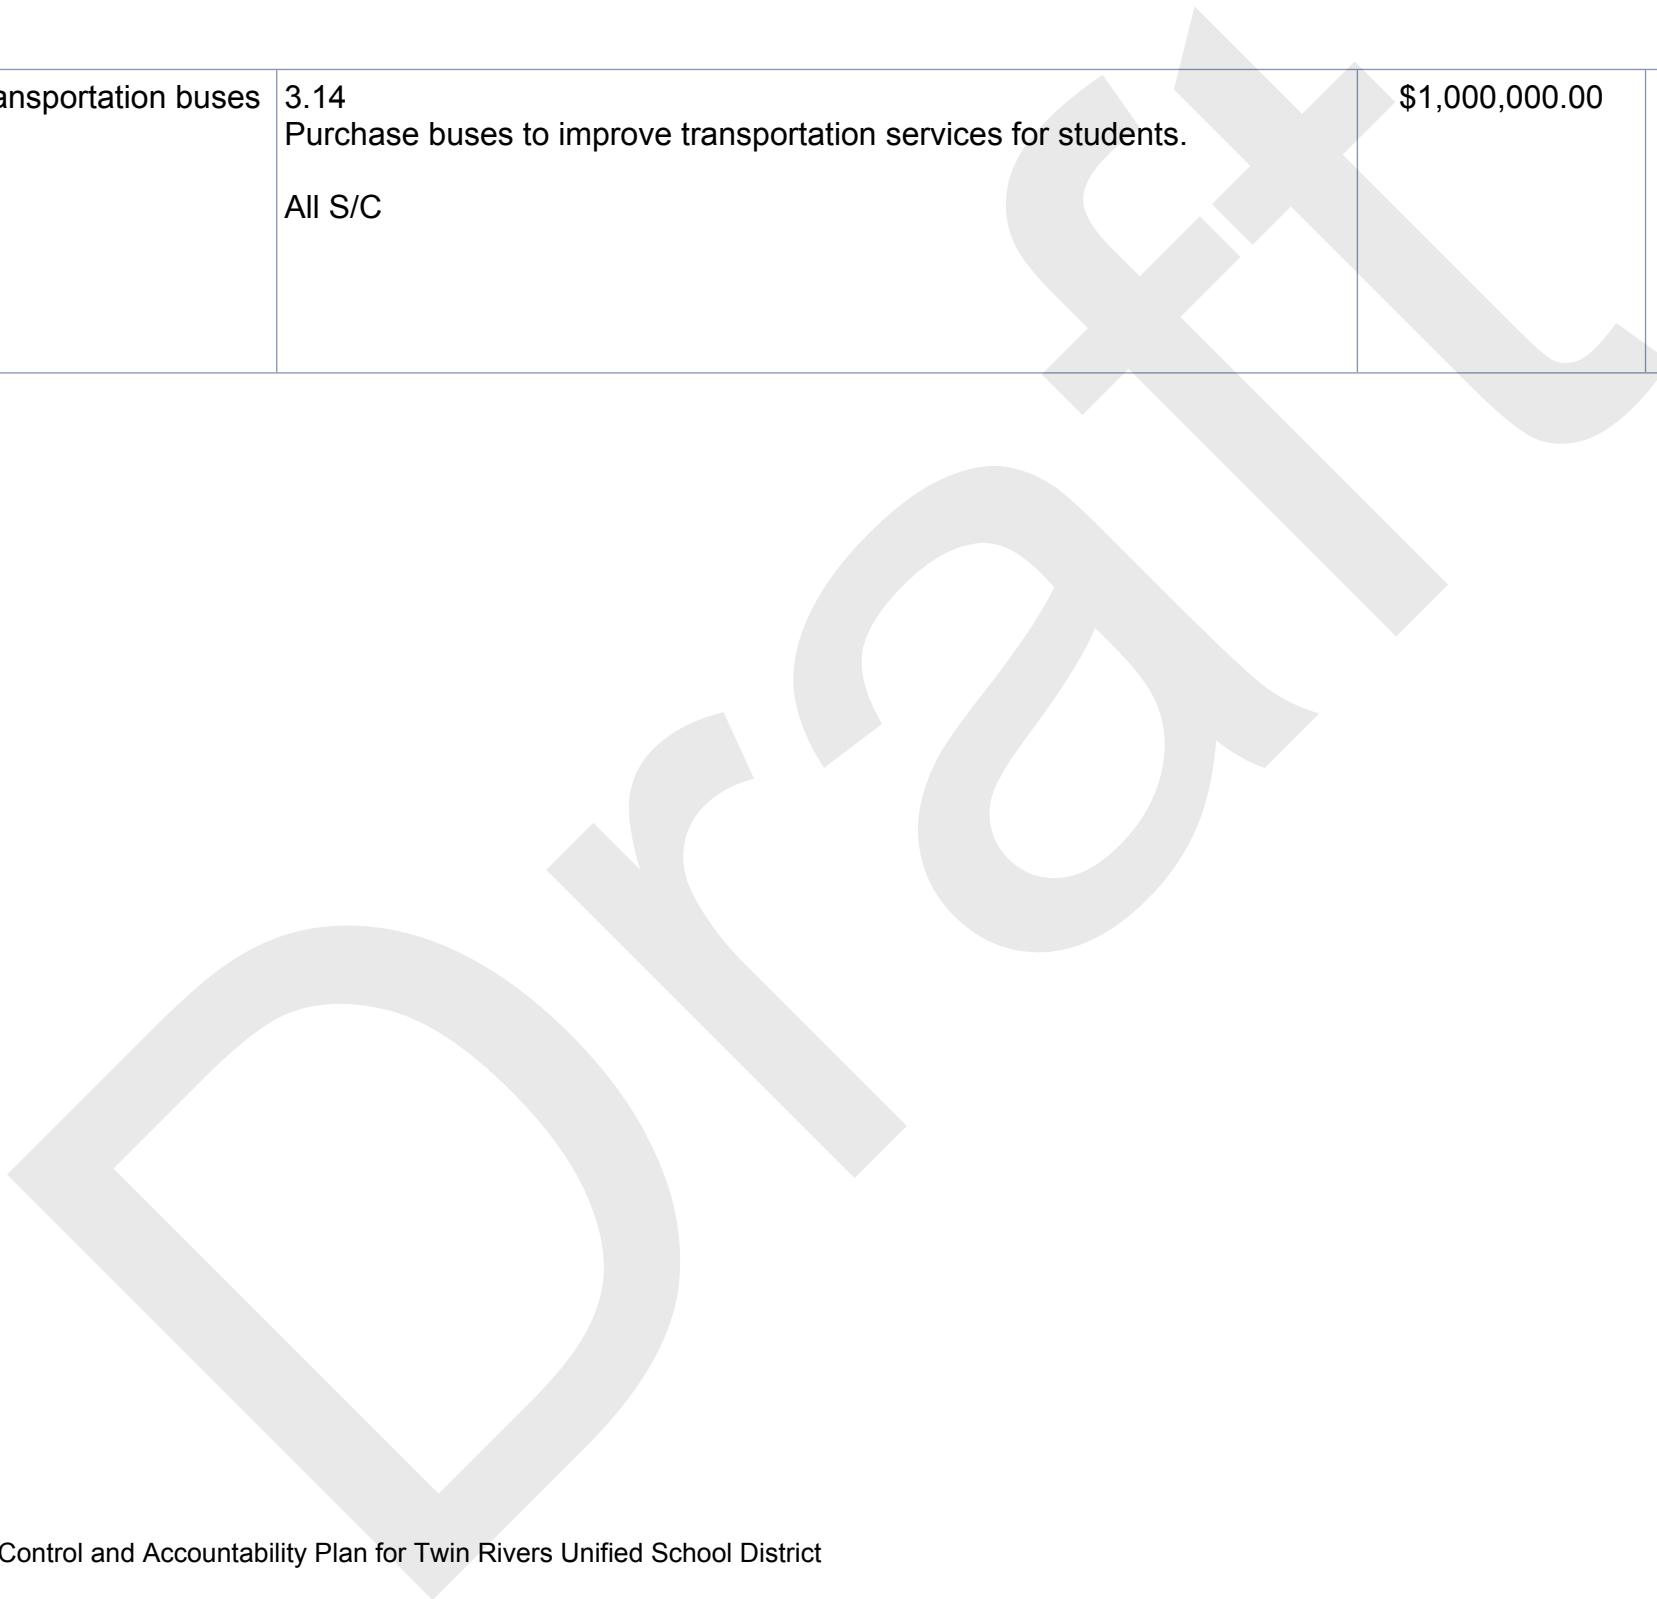 ansportation buses
3.14
$1,000,000.00
Purchase buses to improve transportation services for students.
All S/C
Draft
Control and Accountability Plan for Twin Rivers Unified School District